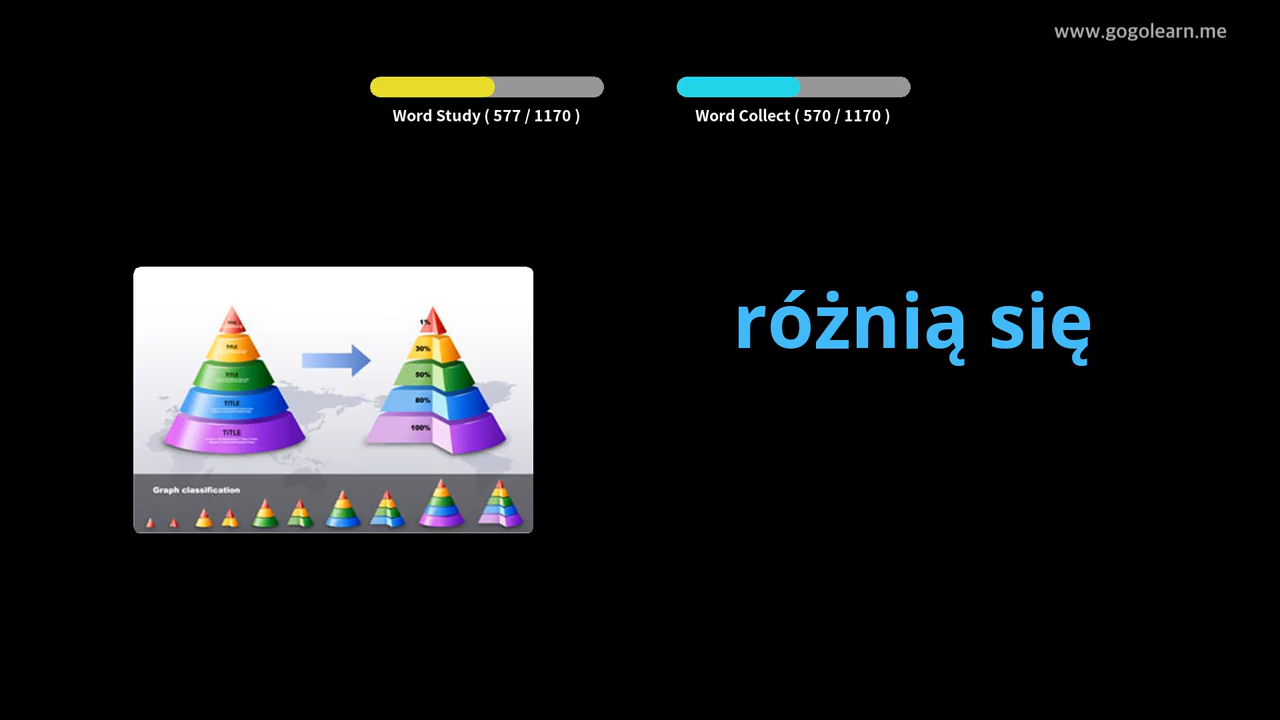 www.gogolearn.me
Word Study ( 577 / 1170 )
Word Collect ( 570 / 1170 )
różnią się
1%
30%
TITLE
50%
TITLE
80%
TITLE
100%
Graph classification